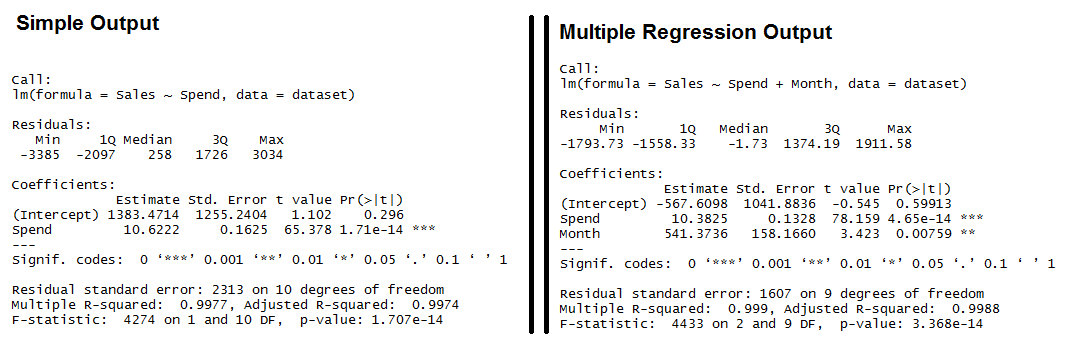 Simple Output
Call:
lm(formula = Sales ~ Spend, data = dataset)
Residuals:
Min 1Q Median 3Q Max
-3385 -2097 258 1726 3034
Coefficients:
Estimate Std. Error t value Pr(>|t|)
(Intercept) 1383.4714 1255.2404 1.102 0.296
Spend 10.6222 0.1625 65.378 1.71e-14 ***
---
Signif. codes: 0 ‘***’ 0.001 ‘**’ 0.01 ‘*’ 0.05 ‘.’ 0.1 ‘ ’ 1
Residual standard error: 2313 on 10 degrees of freedom
Multiple R-squared: 0.9977, Adjusted R-squared: 0.9974
F-statistic: 4274 on 1 and 10 DF, p-value: 1.707e-14
Multiple Regression Output
Call:
lm(formula = Sales ~ Spend + Month, data = dataset)
Residuals:
Min 1Q Median 3Q Max
-1793.73 -1558.33 -1.73 1374.19 1911.58
Coefficients:
Estimate Std. Error t value Pr(>|t|)
(Intercept) -567.6098 1041.8836 -0.545 0.59913
Spend 10.3825 0.1328 78.159 4.65e-14 ***
Month 541.3736 158.1660 3.423 0.00759 **
---
Signif. codes: 0 ‘***’ 0.001 ‘**’ 0.01 ‘*’ 0.05 ‘.’ 0.1 ‘ ’ 1
Residual standard error: 1607 on 9 degrees of freedom
Multiple R-squared: 0.999, Adjusted R-squared: 0.9988
F-statistic: 4433 on 2 and 9 DF, p-value: 3.368e-14